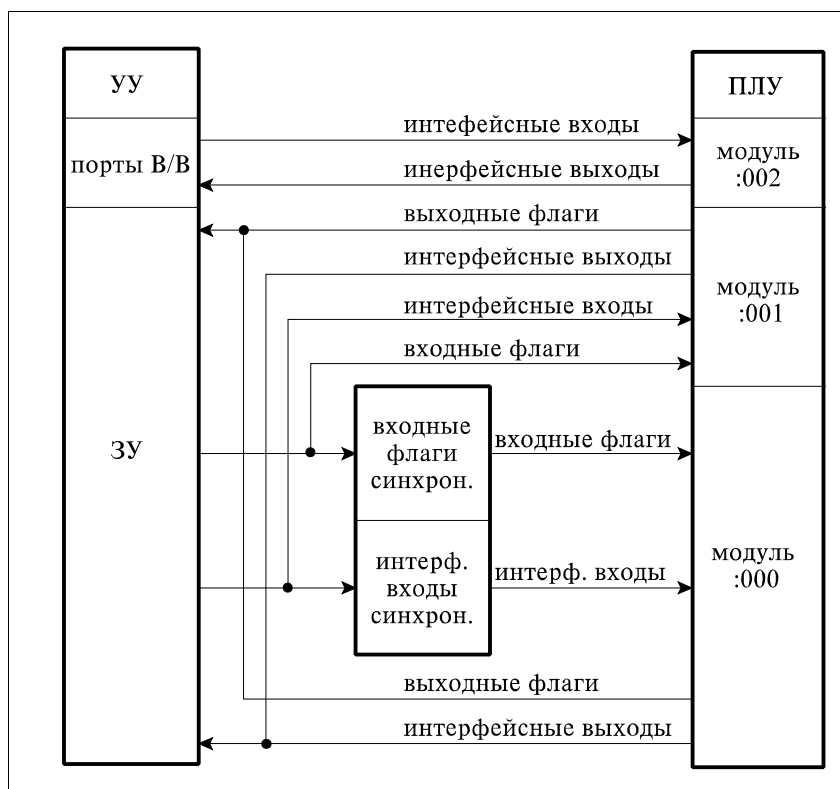 УУ
ПЛУ
интефейсные входы
порты В/В
модуль
:002
инерфейсные выходы
выходные флаги
интерфейсные выходы
модуль
:001
интерфейсные входы
входные флаги
ЗУ
входные
флаги
синхрон.
входные флаги
интерф.
входы
синхрон.
интерф. входы
модуль
:000
выходные флаги
интерфейсные выходы